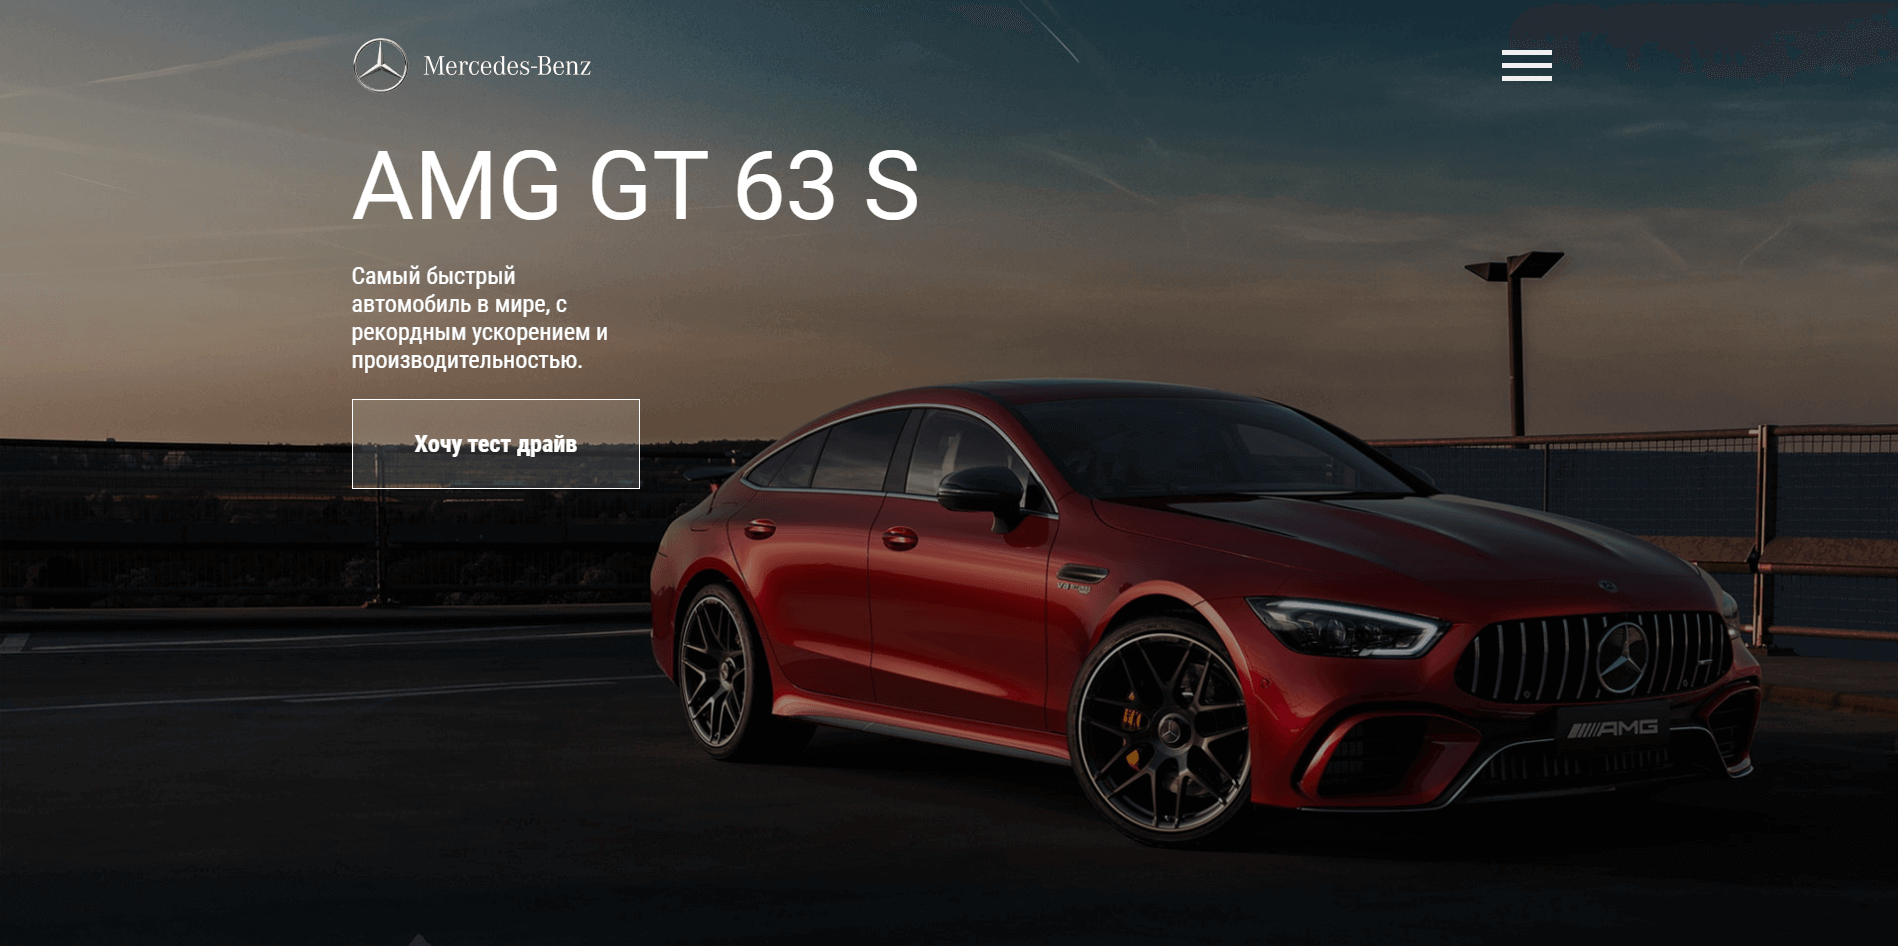 Mercedes-Benz
AMG GT 63 S
Самый быстрый
автомобиль в мире, с
рекордным ускорением и
производительностью.
Хочу тест драйв
AMG